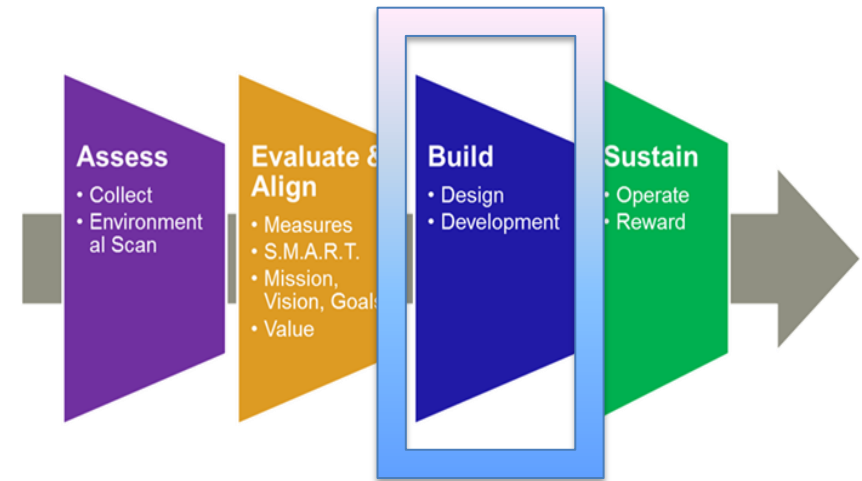 Assess
• Collect
• Environment
al Scan
Evaluate &
Align
• Measures
• S.M.A.R.T.
• Mission,
Vision, Goals
• Value
Build
• Design
• Development
Sustain
• Operate
• Reward